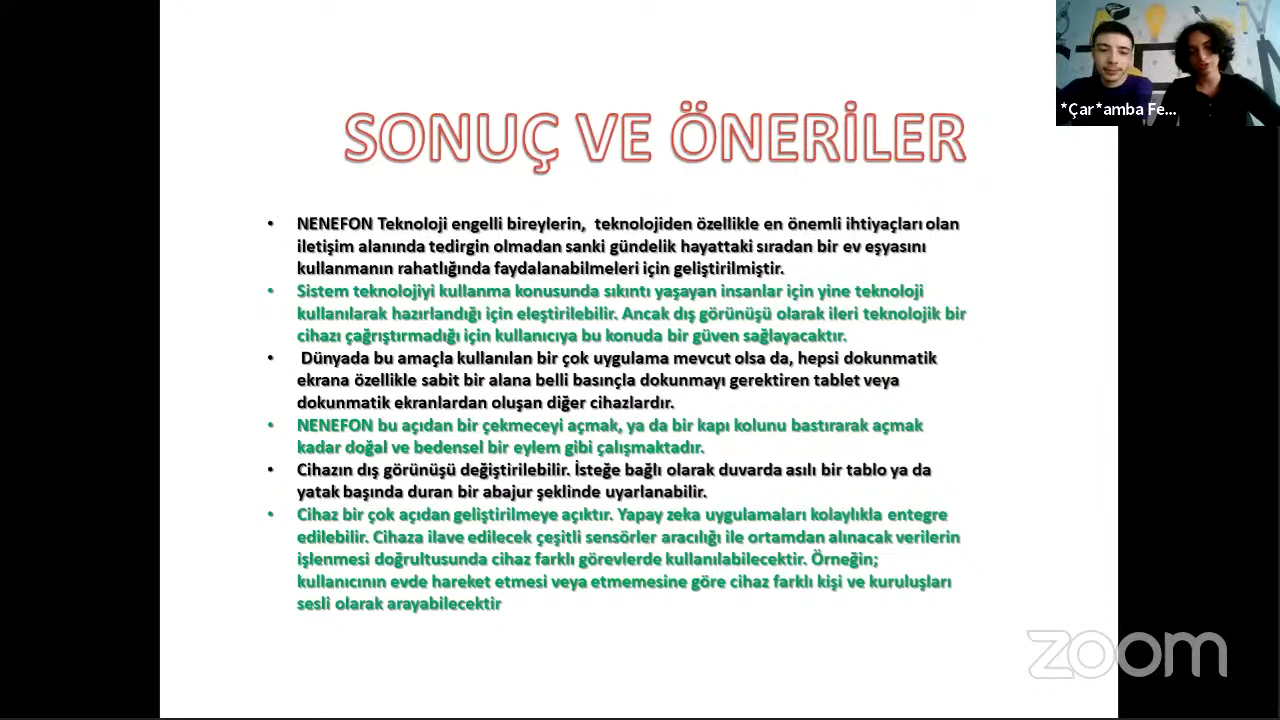 SONUÇ VE ÖNERİLER
*Çar*amba Fe...
• NENEFON Teknoloji engelli bireylerin, teknolojiden özellikle en önemli ihtiyaçları olan
iletişim alanında tedirgin olmadan sanki gündelik hayattaki sıradan bir ev eşyasını
kullanmanın rahatlığında faydalanabilmeleri için geliştirilmiştir.
• Sistem teknolojiyi kullanma konusunda sıkıntı yaşayan insanlar için yine teknoloji
kullanılarak hazırlandığı için eleştirilebilir. Ancak dış görünüşü olarak ileri teknolojik bir
cihazı çağrıştırmadığı için kullanıcıya bu konuda bir güven sağlayacaktır.
• Dünyada bu amaçla kullanılan bir çok uygulama mevcut olsa da, hepsi dokunmatik
ekrana özellikle sabit bir alana belli basınçla dokunmayı gerektiren tablet veya
dokunmatik ekranlardan oluşan diğer cihazlardır.
• NENEFON bu açıdan bir çekmeceyi açmak, ya da bir kapı kolunu bastırarak açmak
kadar doğal ve bedensel bir eylem gibi çalışmaktadır.
• Cihazın dış görünüşü değiştirilebilir. İsteğe bağlı olarak duvarda asılı bir tablo ya da
yatak başında duran bir abajur şeklinde uyarlanabilir.
• Cihaz bir çok açıdan geliştirilmeye açıktır. Yapay zeka uygulamaları kolaylıkla entegre
edilebilir. Cihaza ilave edilecek çeşitli sensörler aracılığı ile ortamdan alınacak verilerin
işlenmesi doğrultusunda cihaz farklı görevlerde kullanılabilecektir. Örneğin;
kullanıcının evde hareket etmesi veya etmemesine göre cihaz farklı kişi ve kuruluşları
sesli olarak arayabilecektir
zoom